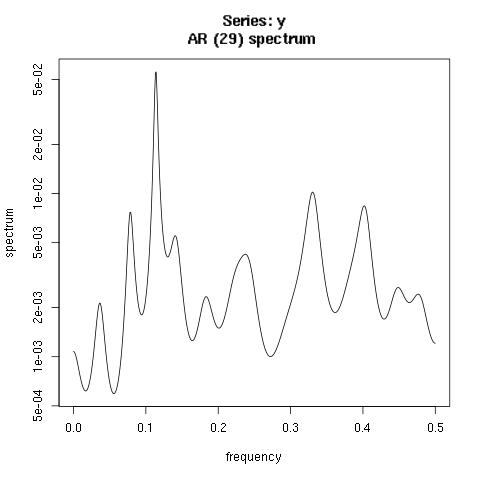 Series: y
AR (29) spectrum
spectrum
5e-02
2e-02
1e-02
5e-03
2e-03
1e-03
5e-04
0.0 0.1 0.2 0.3 0.4 0.5
frequency